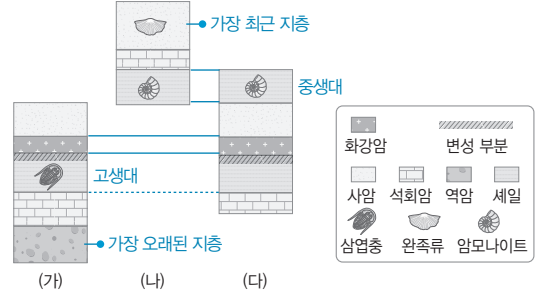 가장 최근 지층
중생대
고생대
가장 오래된 지층
(가) (나) (다)
화강암 변성 부분
사암 석회암 역암 셰일
삼엽충 완족류 암모나이트